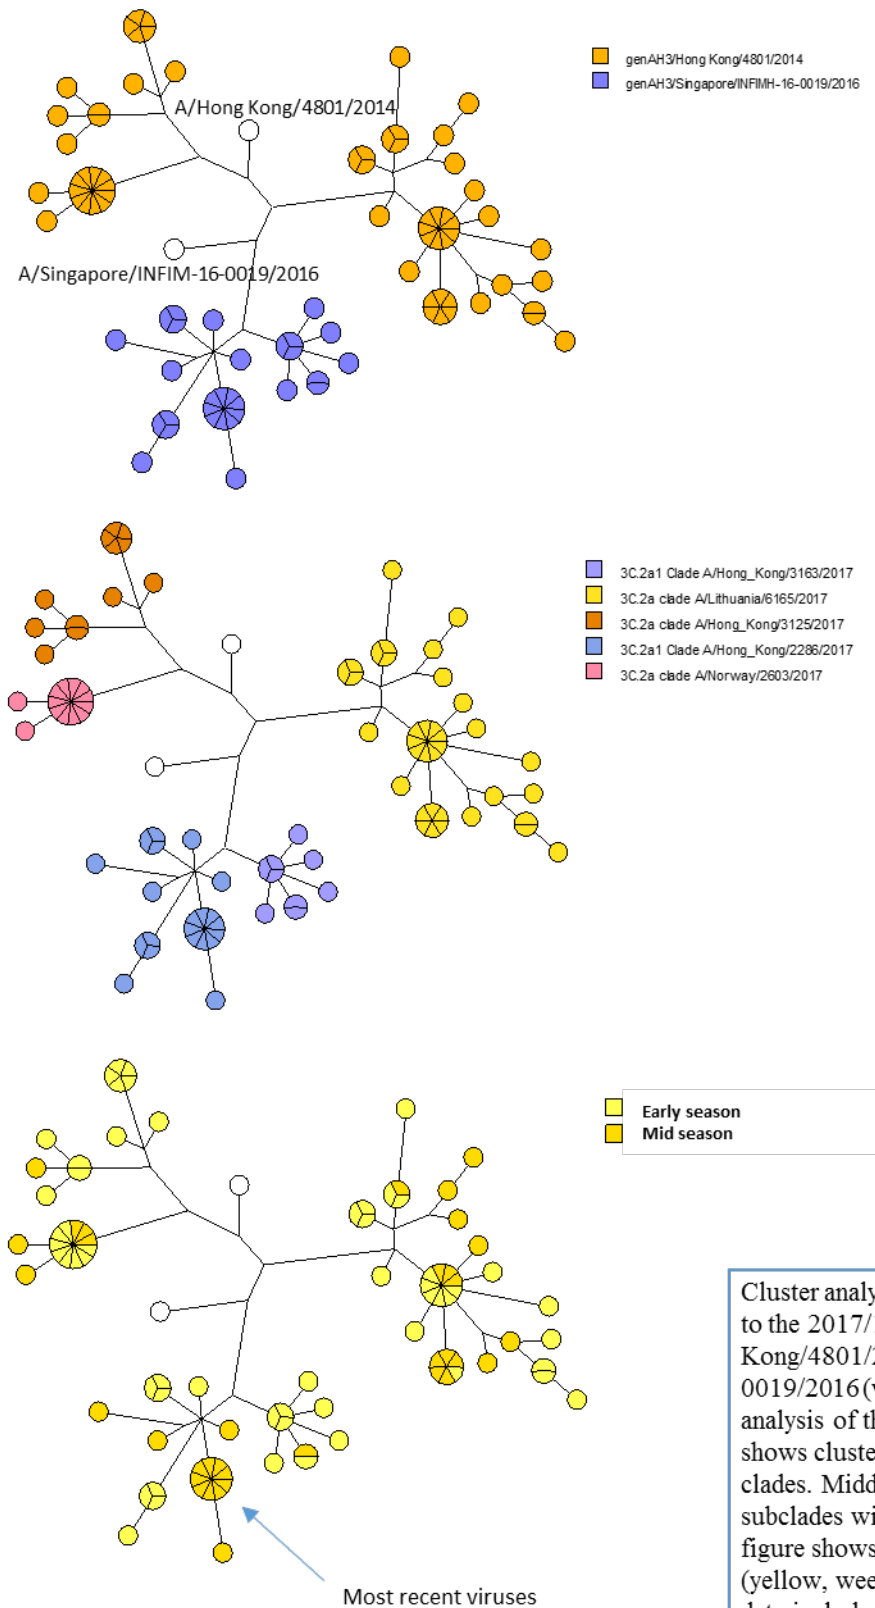 genAH3/Hong Kong/4801/2014
genAH3/Singapore/INFIMH-16-0019/2016
A/Hong Kong/4801/2014
A/Singapore/INFIM-16-0019/2016
3C.2a1 Clade A/Hong_Kong/3163/2017
3C.2a clade A/Lithuania/6165/2017
3C.2a clade A/Hong_Kong/3125/2017
3C.2a1 Clade A/Hong_Kong/2286/2017
3C.2a clade A/Norway/2603/2017
Early season
Mid season
Most recent viruses
Cluster analy
to the 2017/
Kong/4801/2
0019/2016 (v
analysis of th
shows cluste
clades. Midd
subclades wi
figure shows
(yellow, wee